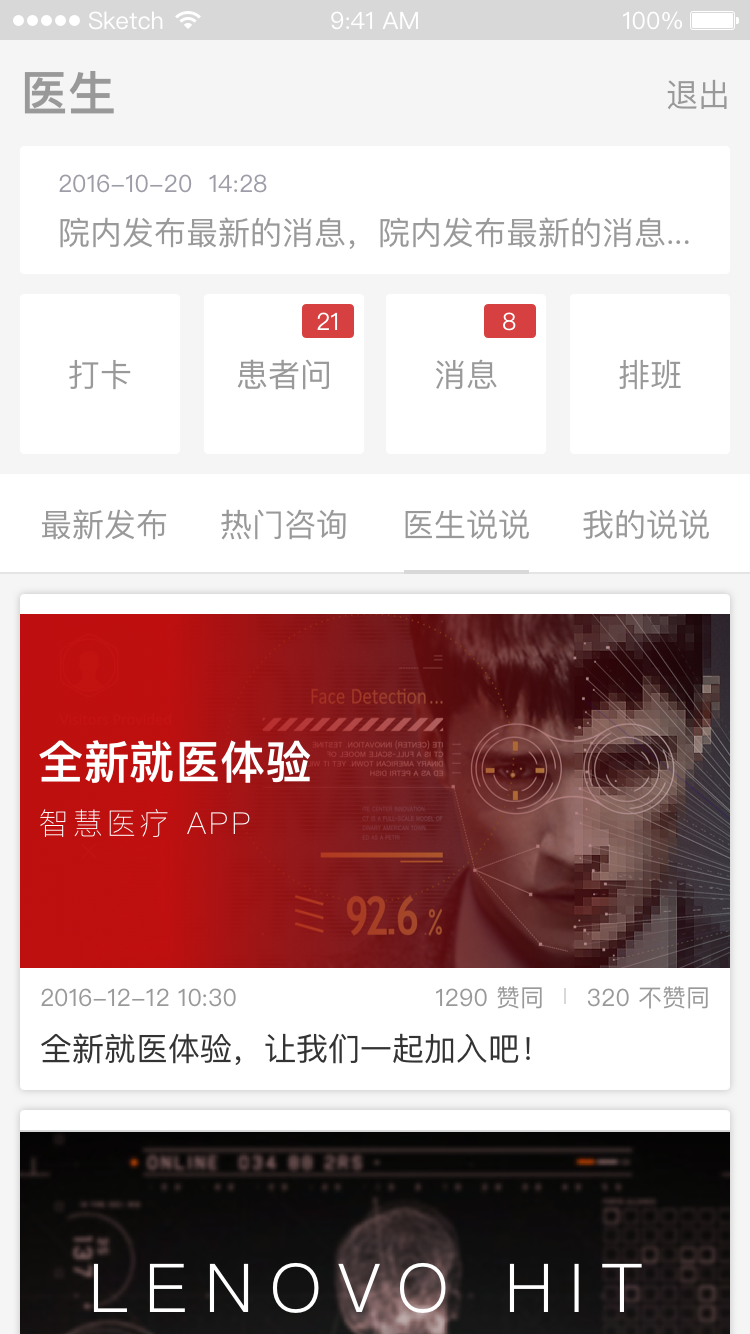 Sketch 9:41 AM 100%
医生 退出
2016-10-20 14:28
院内发布最新的消息，院内发布最新的消息...
21 8
打卡 患者问 消息 排班
最新发布 热门咨询 医生说说 我的说说
Face Detection...
全新就医体验
智慧医疗 APP
92.6 %
2016-12-12 10:30 1290 赞同 320 不赞同
全新就医体验，让我们一起加入吧！
ONLINE 034 BB 2RS
LENOVO HIT